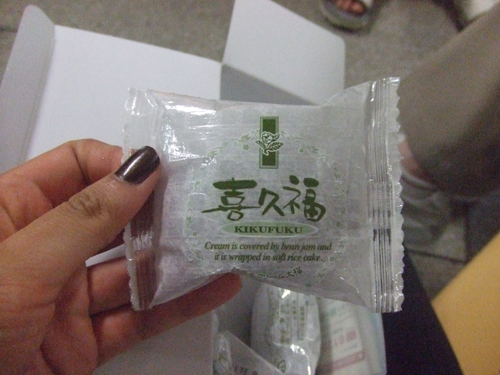 喜久福
KIKUFUKU
Cream is covered by bean jam and
it is wrapped in soft rice cake.